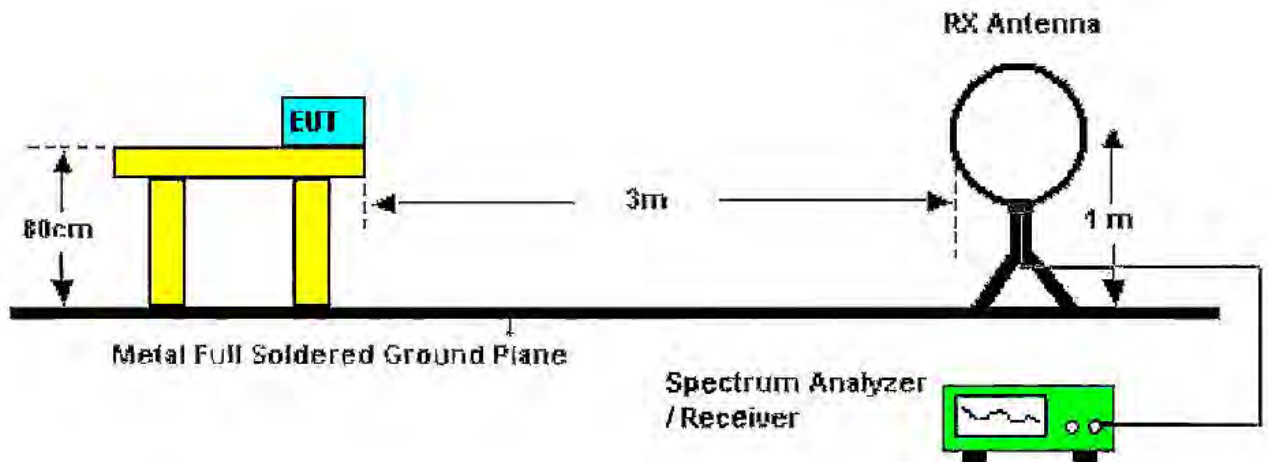 RX Antenna
EUT
80cm
3m
1 m
Metal Full Soldered Ground Plane
Spectrum Analyzer
/ Receiver